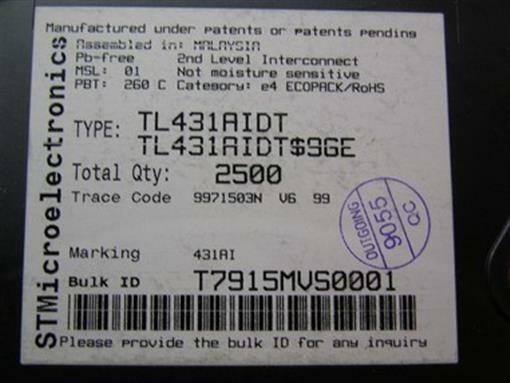 Manufactured under patents or patents pending
Assembled in: MALAYSIA
Pb-free 2nd Level Interconnect
MSL: 01 Not moisture sensitive
PBT: 260 C Category: e4 ECOPACK/RoHS
STMicroelectronics
TYPE: TL431AIDT
TL431AIDT$9GE
Total Qty: 2500
Trace Code 9971503N V6 99
OUTGOING
9055
QC
Marking 431AI
Bulk ID T7915MVS0001
Please provide the bulk ID for any inquiry